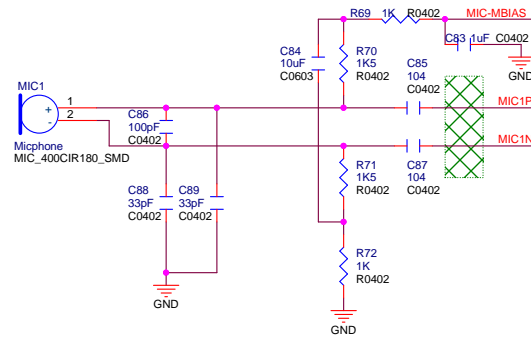 R69 1K R0402 MIC-MBIAS
C83 1uF C0402
GND
C84
10uF
C0603
R70
1K5
R0402
C85
104
C0402
MIC1P
MIC1
1
2
+
-
Micphone
MIC_400CIR180_SMD
C86
100pF
C0402
R71
1K5
R0402
C87
104
C0402
MIC1N
C88
33pF
C0402
C89
33pF
C0402
GND
R72
1K
R0402
GND